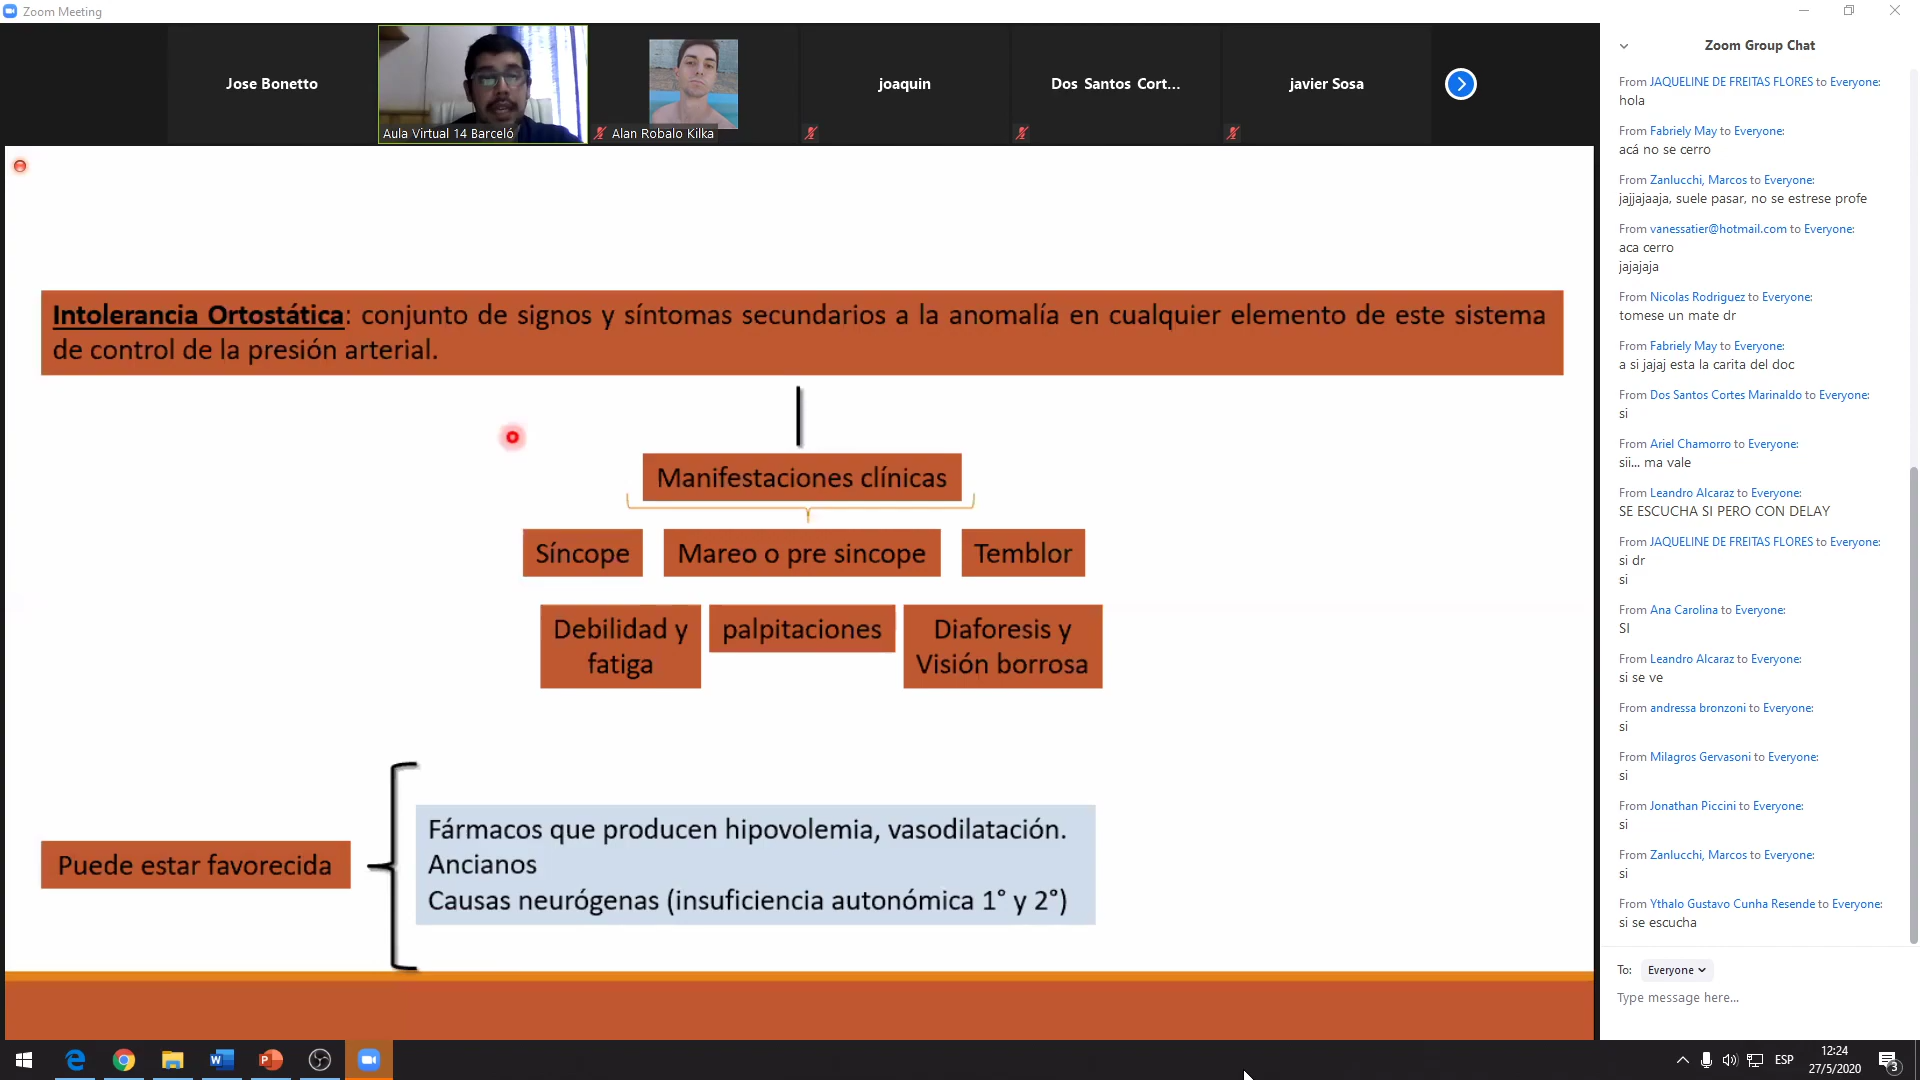 Zoom Meeting
Jose Bonetto
Aula Virtual 14 Barceló
Alan Robalo Kilka
joaquin
Dos Santos Cort...
javier Sosa
Intolerancia Ortostática: conjunto de signos y síntomas secundarios a la anomalía en cualquier elemento de este sistema
de control de la presión arterial.
Manifestaciones clínicas
Síncope
Mareo o pre sincope
Temblor
Debilidad y
fatiga
palpitaciones
Diaforesis y
Visión borrosa
Puede estar favorecida
Fármacos que producen hipovolemia, vasodilatación.
Ancianos
Causas neurógenas (insuficiencia autonómica 1° y 2°)
Zoom Group Chat
From JAQUELINE DE FREITAS FLORES to Everyone:
hola
From Fabriely May to Everyone:
acá no se cerro
From Zanlucchi, Marcos to Everyone:
jajjajaaja, suele pasar, no se estrese profe
From vanessatier@hotmail.com to Everyone:
aca cerro
jajajaja
From Nicolas Rodriguez to Everyone:
tomese un mate dr
From Fabriely May to Everyone:
a si jajaj esta la carita del doc
From Dos Santos Cortes Marinaldo to Everyone:
si
From Ariel Chamorro to Everyone:
sii... ma vale
From Leandro Alcaraz to Everyone:
SE ESCUCHA SI PERO CON DELAY
From JAQUELINE DE FREITAS FLORES to Everyone:
si dr
si
From Ana Carolina to Everyone:
SI
From Leandro Alcaraz to Everyone:
si se ve
From andressa bronzoni to Everyone:
si
From Milagros Gervasoni to Everyone:
si
From Jonathan Piccini to Everyone:
si
From Zanlucchi, Marcos to Everyone:
si
From Ythalo Gustavo Cunha Resende to Everyone:
si se escucha
To: Everyone
Type message here...
ESP
12:24
27/5/2020
3